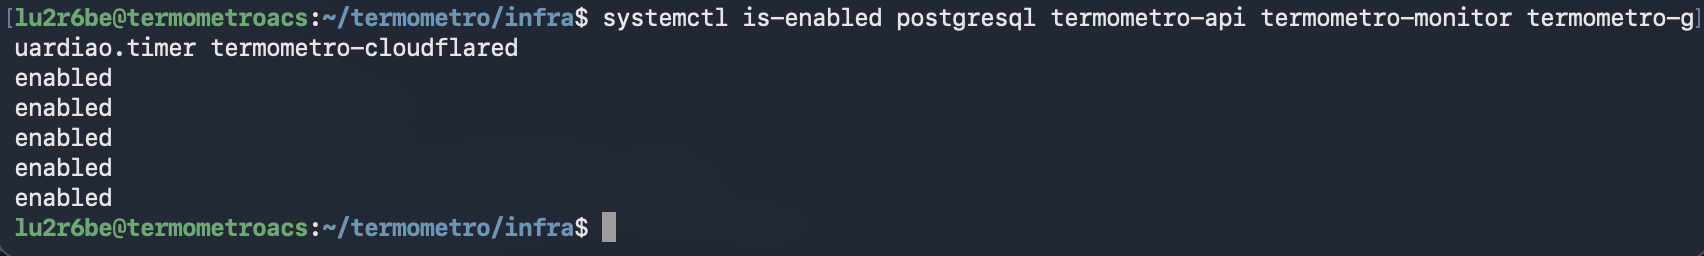 [lu2r6be@termometroacs:~/termometro/infra$ systemctl is-enabled postgresql termometro-api termometro-monitor termometro-g]
uardiao.timer termometro-cloudflared
enabled
enabled
enabled
enabled
enabled
lu2r6be@termometroacs:~/termometro/infra$